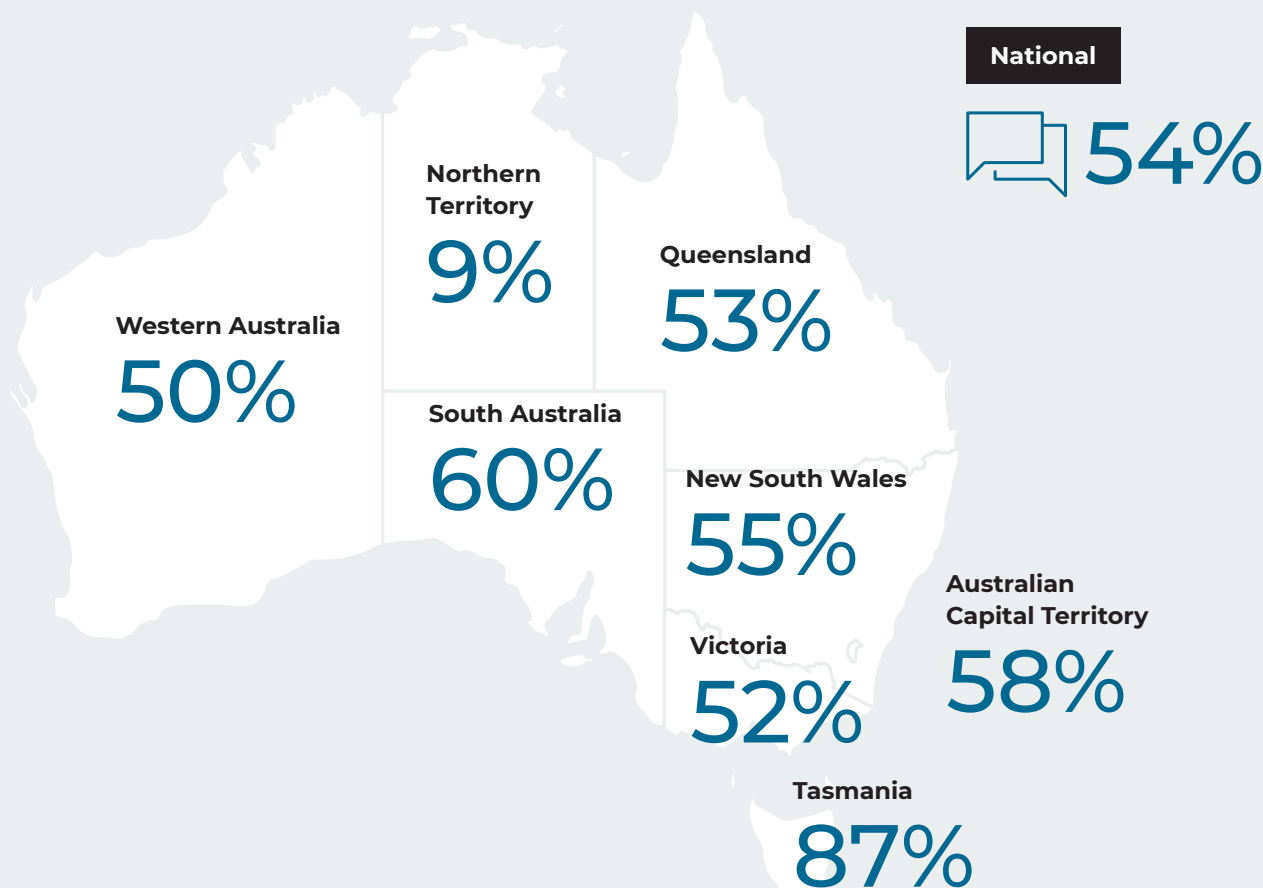 National
54%
Northern
Territory
9%
Queensland
53%
Western Australia
50%
South Australia
60%
New South Wales
55%
Australian
Capital Territory
58%
Victoria
52%
Tasmania
87%